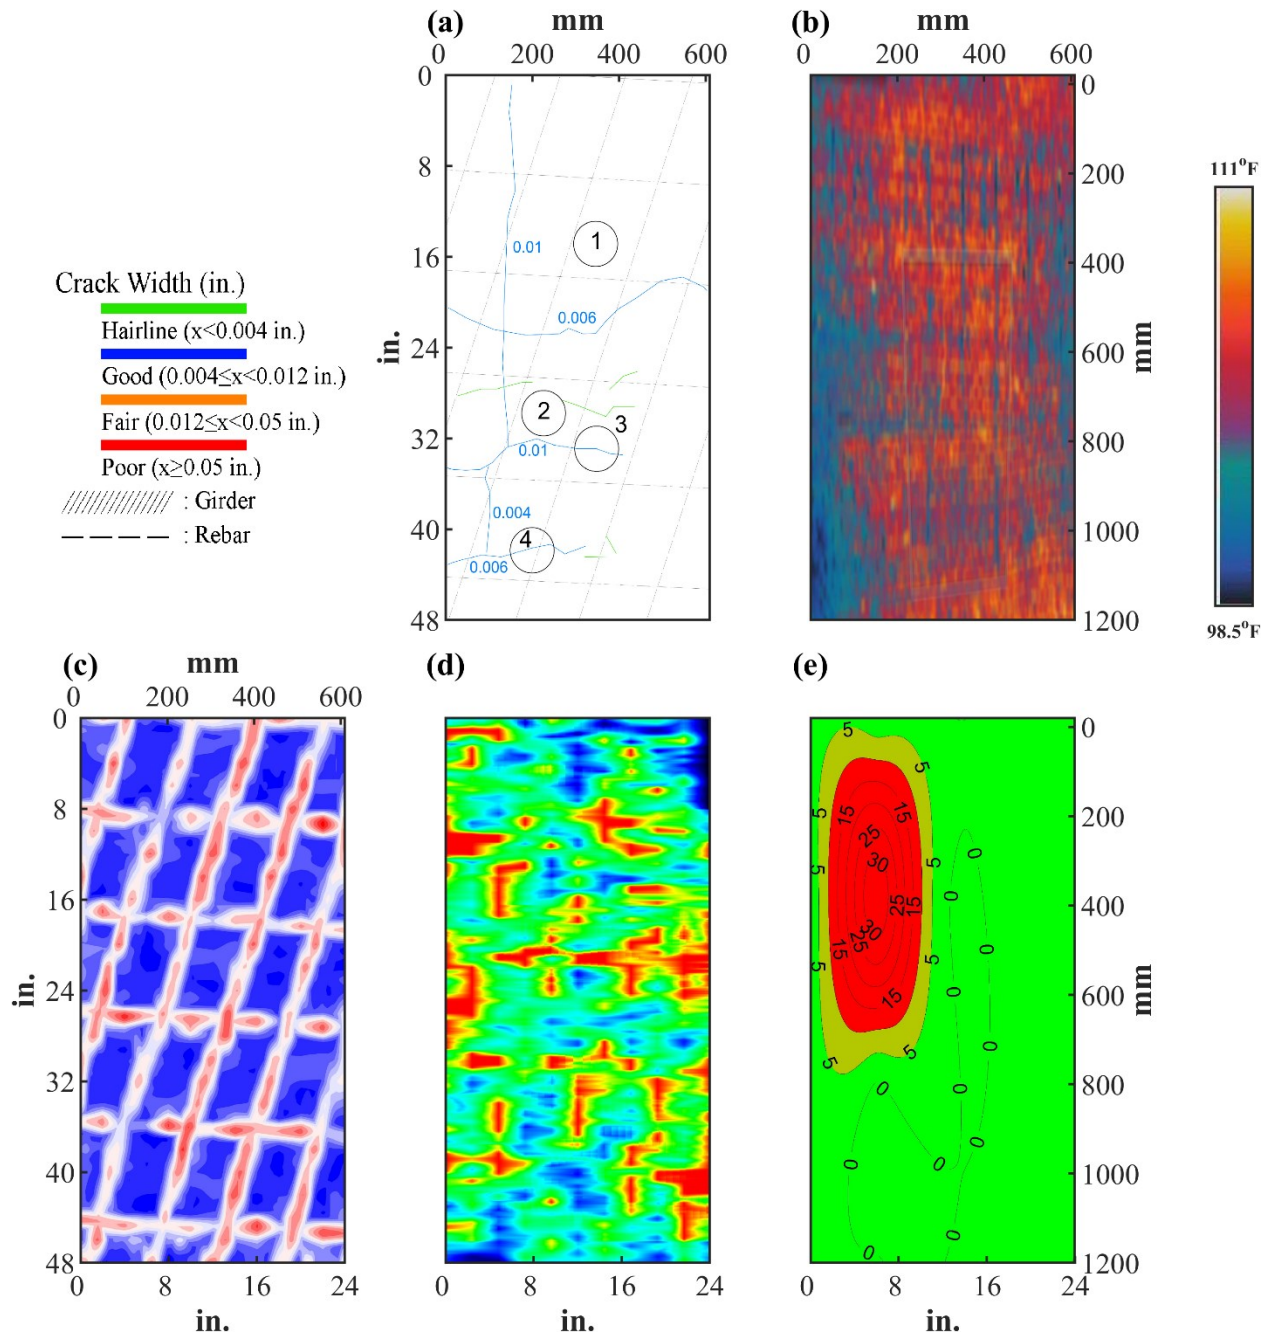 (a) mm
0 200 400 600
0
8
16
24
32
40
48
in.
0.01
1
0.006
2
3
0.01
0.004
4
0.006
Crack Width (in.)
Hairline (x<0.004 in.)
Good (0.004≤x<0.012 in.)
Fair (0.012≤x<0.05 in.)
Poor (x≥0.05 in.)
: Girder
: Rebar
(b) mm
0 200 400 600
0
200
400
600
800
1000
1200
mm
111°F
98.5°F
(c) mm
0 200 400 600
0
8
16
24
32
40
48
in.
0 8 16 24
in.
(d)
0 8 16 24
in.
(e)
5
5
5 15 15
25 0
30
5 5
0
25 15
30
25
15 5 0
5
0
15
0
5 5
0 0
0 0 0
0 0
0
200
400
600
800
1000
1200
mm
0 8 16 24
in.